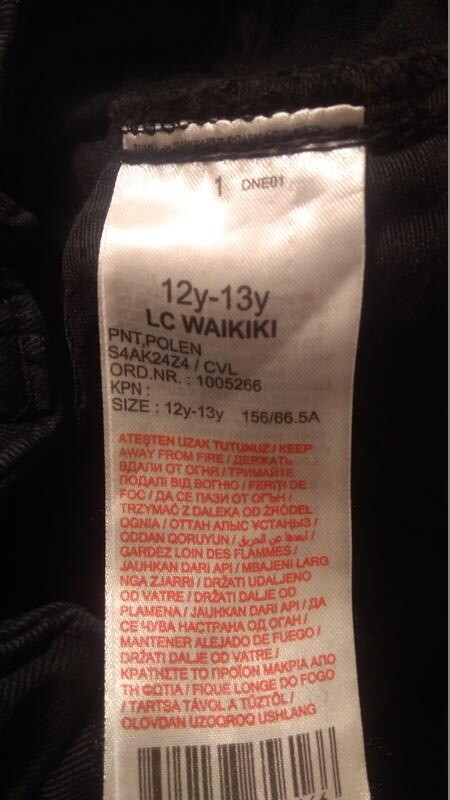 1 DNE01
12y-13y
LC WAIKIKI
PNT,POLEN
S4AK24Z4 / CVL
ORD.NR. : 1005266
KPN :
SIZE : 12y-13y 156/66.5A
ATEŞTEN UZAK TUTUNUZ / KEEP
AWAY FROM FIRE / ДЕРЖАТЬ
ВДАЛИ ОТ ОГНЯ / ТРИМАЙТЕ
ПОДАЛІ ВІД ВОГНЮ / FERIŢI DE
FOC / ДА СЕ ПАЗИ ОТ ОГЪН /
TRZYMAĆ Z DALEKA OD ŹRÓDEŁ
OGNIA / ОТТАН АЛЫС ҰСТАҢЫЗ /
ODDAN QORUYUN / ابعدها عن الحريق /
GARDEZ LOIN DES FLAMMES /
JAUHKAN DARI API / MBAJENI LARG
NGA ZJARRI / DRŽATI UDALJENO
OD VATRE / DRŽATI DALJE OD
PLAMENA / JAUHKAN DARI API / ДА
СЕ ЧУВА НАСТРАНА ОД ОГАН /
MANTENER ALEJADO DE FUEGO /
DRŽATI DALJE OD VATRE /
ΚΡΑΤΗΣΤΕ ΤΟ ΠΡΟΪΟΝ ΜΑΚΡΙΑ ΑΠΟ
ΤΗ ΦΩΤΙΑ / FIQUE LONGE DO FOGO
/ TARTSA TÁVOL A TŰZTŐL /
OLOVDAN UZOQROQ USHLANG